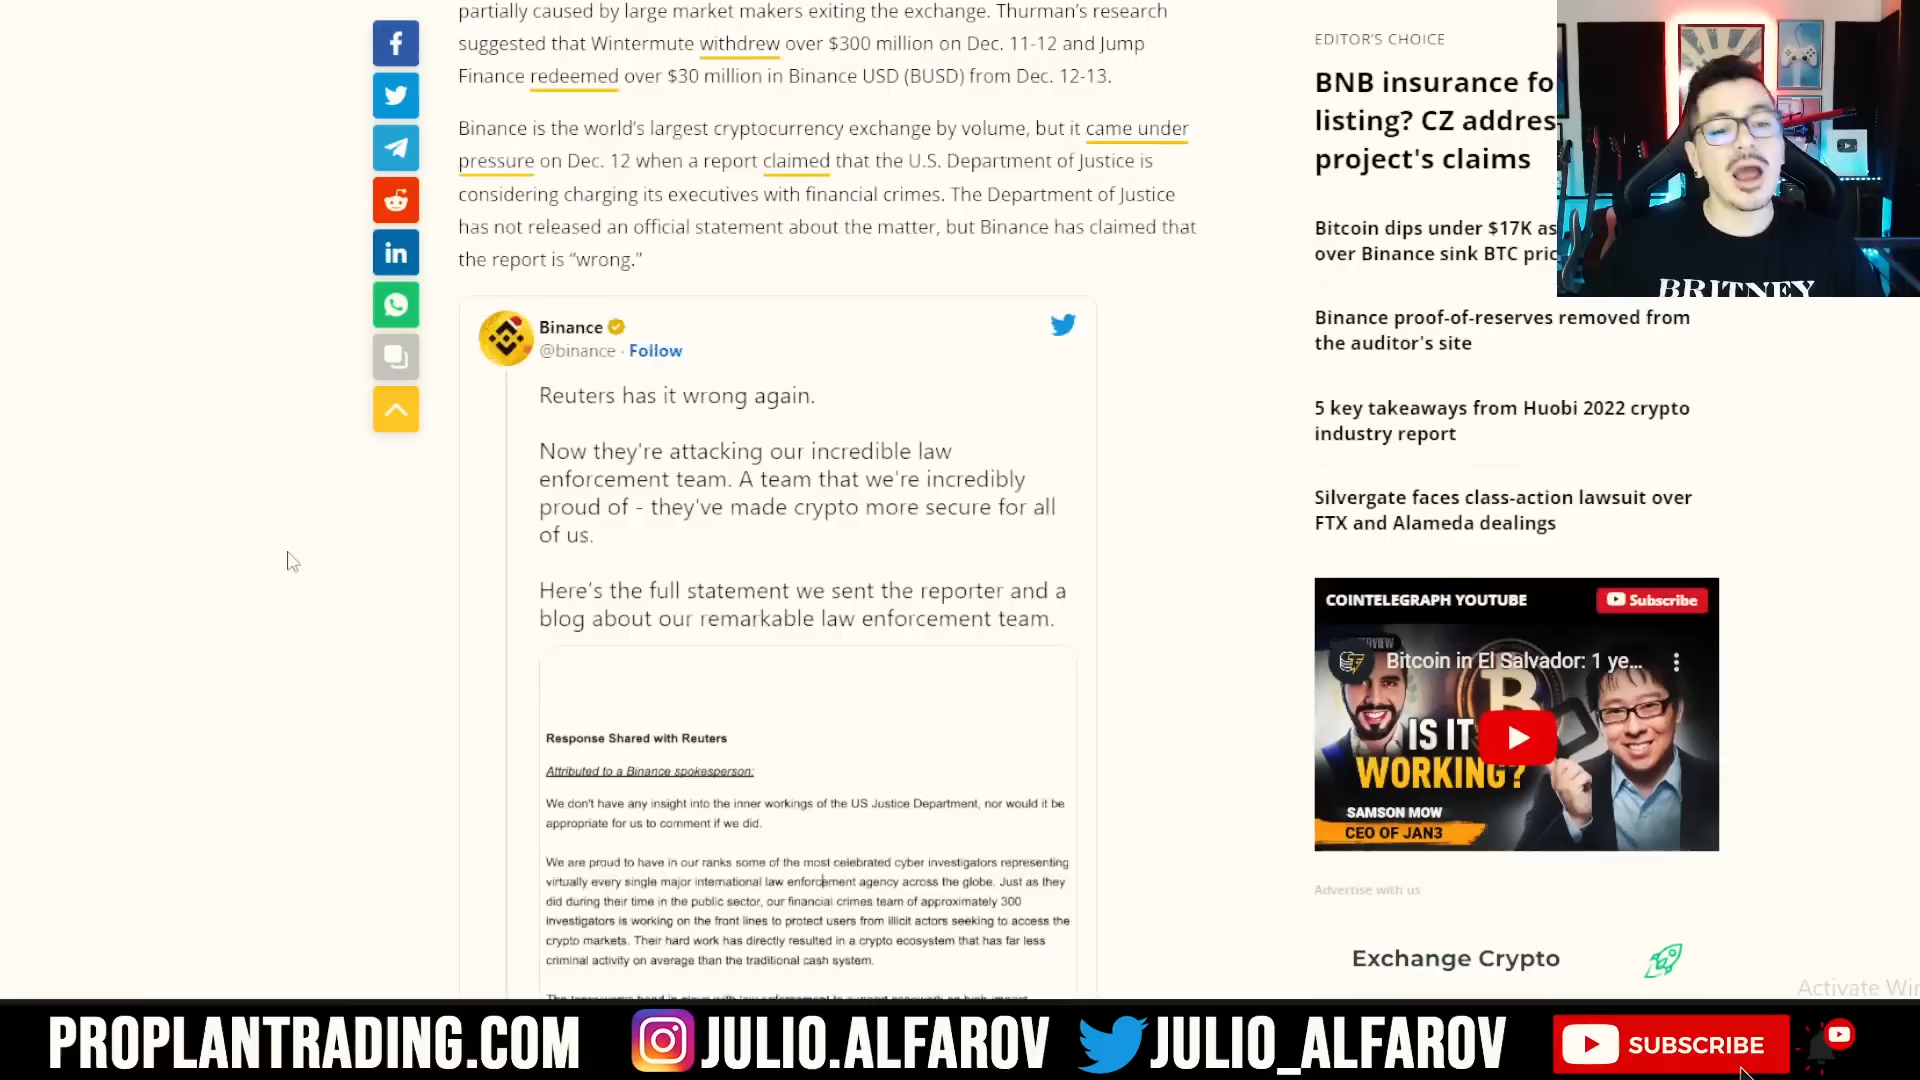 partially caused by large market makers exiting the exchange. Thurman's research
suggested that Wintermute withdrew over $300 million on Dec. 11-12 and Jump
Finance redeemed over $30 million in Binance USD (BUSD) from Dec. 12-13.
Binance is the world's largest cryptocurrency exchange by volume, but it came under
pressure on Dec. 12 when a report claimed that the U.S. Department of Justice is
considering charging its executives with financial crimes. The Department of Justice
has not released an official statement about the matter, but Binance has claimed that
the report is “wrong.”
Binance
@binance · Follow
Reuters has it wrong again.
Now they're attacking our incredible law
enforcement team. A team that we're incredibly
proud of - they've made crypto more secure for all
of us.
Here's the full statement we sent the reporter and a
blog about our remarkable law enforcement team.
Response Shared with Reuters
Attributed to a Binance spokesperson:
We don't have any insight into the inner workings of the US Justice Department, nor would it be
appropriate for us to comment if we did.
We are proud to have in our ranks some of the most celebrated cyber investigators representing
virtually every single major international law enforcement agency across the globe. Just as they
did during their time in the public sector, our financial crimes team of approximately 300
investigators is working on the front lines to protect users from illicit actors seeking to access the
crypto markets. Their hard work has directly resulted in a crypto ecosystem that has far less
criminal activity on average than the traditional cash system.
EDITOR'S CHOICE
BNB insurance fo
listing? CZ addres
project's claims
Bitcoin dips under $17K as
over Binance sink BTC pric
Binance proof-of-reserves removed from
the auditor's site
5 key takeaways from Huobi 2022 crypto
industry report
Silvergate faces class-action lawsuit over
FTX and Alameda dealings
COINTELEGRAPH YOUTUBE
Subscribe
Bitcoin in El Salvador: 1 ye...
IS IT
WORKING?
SAMSON MOW
CEO OF JAN3
Advertise with us
Exchange Crypto
Activate Win
BRITNEY
PROPLANTRADING.COM
JULIO.ALFAROV
JULIO_ALFAROV
SUBSCRIBE